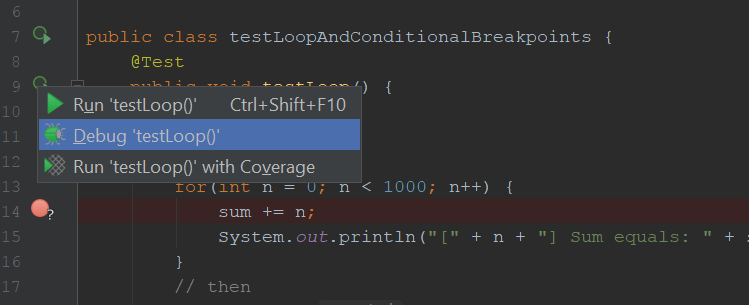 6
7 public class testLoopAndConditionalBreakpoints {
8 @Test
9 public void testLoop() {
10 Run 'testLoop()' Ctrl+Shift+F10
11 Debug 'testLoop()'
12 Run 'testLoop()' with Coverage
13 for(int n = 0; n < 1000; n++) {
14 ? sum += n;
15 System.out.println("[" + n + "] Sum equals: " +
16 }
17 // then